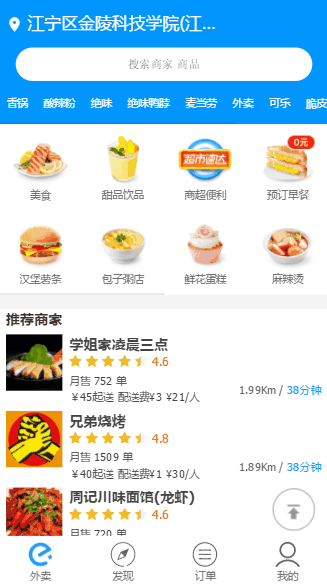 江宁区金陵科技学院(江...
搜索商家 商品
香锅 酸辣粉 绝味 绝味鸭脖 麦当劳 外卖 可乐 脆皮
超市速达
0元
美食 甜品饮品 商超便利 预订早餐
汉堡薯条 包子粥店 鲜花蛋糕 麻辣烫
推荐商家
学姐家凌晨三点
4.6
月售 752 单
¥45起送 配送费¥3 ¥21/人 1.99Km / 38分钟
兄弟烧烤
4.8
月售 1509 单
¥40起送 配送费¥1 ¥30/人 1.89Km / 38分钟
周记川味面馆(龙虾)
4.6
月售 720 单
外卖 发现 订单 我的